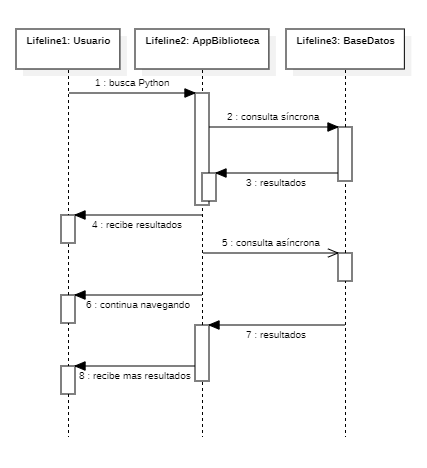 Lifeline1: Usuario
Lifeline2: AppBiblioteca
Lifeline3: BaseDatos
1 : busca Python
2 : consulta síncrona
3 : resultados
4 : recibe resultados
5 : consulta asíncrona
6 : continua navegando
7 : resultados
8 : recibe mas resultados